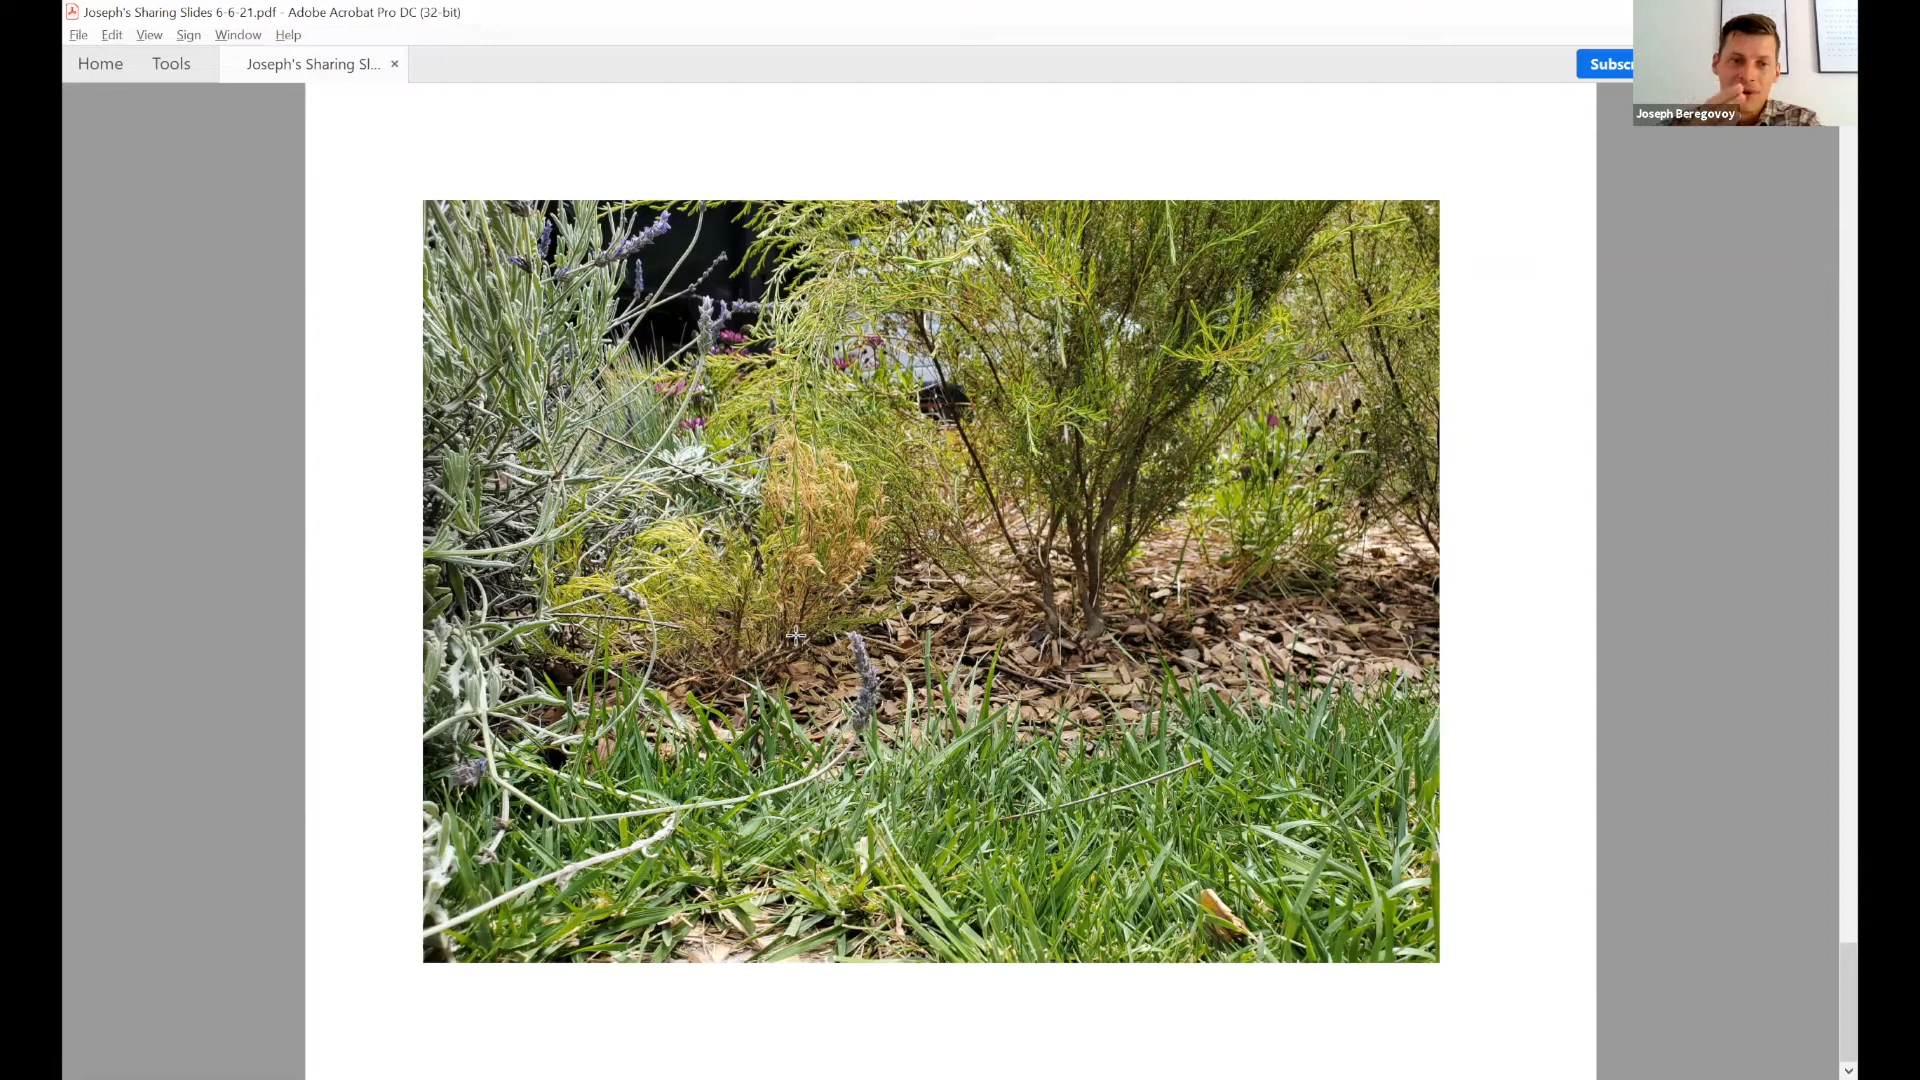 Joseph's Sharing Slides 6-6-21.pdf - Adobe Acrobat Pro DC (32-bit)
File Edit View Sign Window Help
Home Tools Joseph's Sharing Sl... × Subscr
Joseph Beregovoy